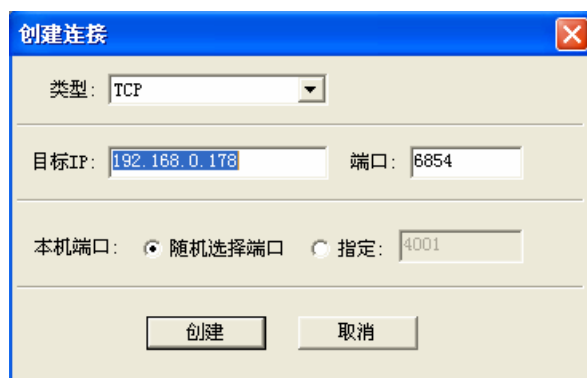 创建连接
类型: TCP
目标IP: 192.168.0.178 端口: 6854
本机端口: 随机选择端口 指定: 4001
创建 取消